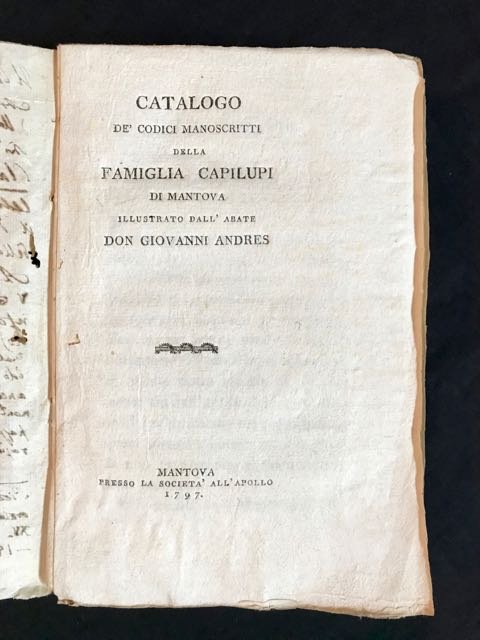 CATALOGO
DE' CODICI MANOSCRITTI
DELLA
FAMIGLIA CAPILUPI
DI MANTOVA
ILLUSTRATO DALL' ABATE
DON GIOVANNI ANDRES
MANTOVA
PRESSO LA SOCIETA' ALL'APOLLO
1797.